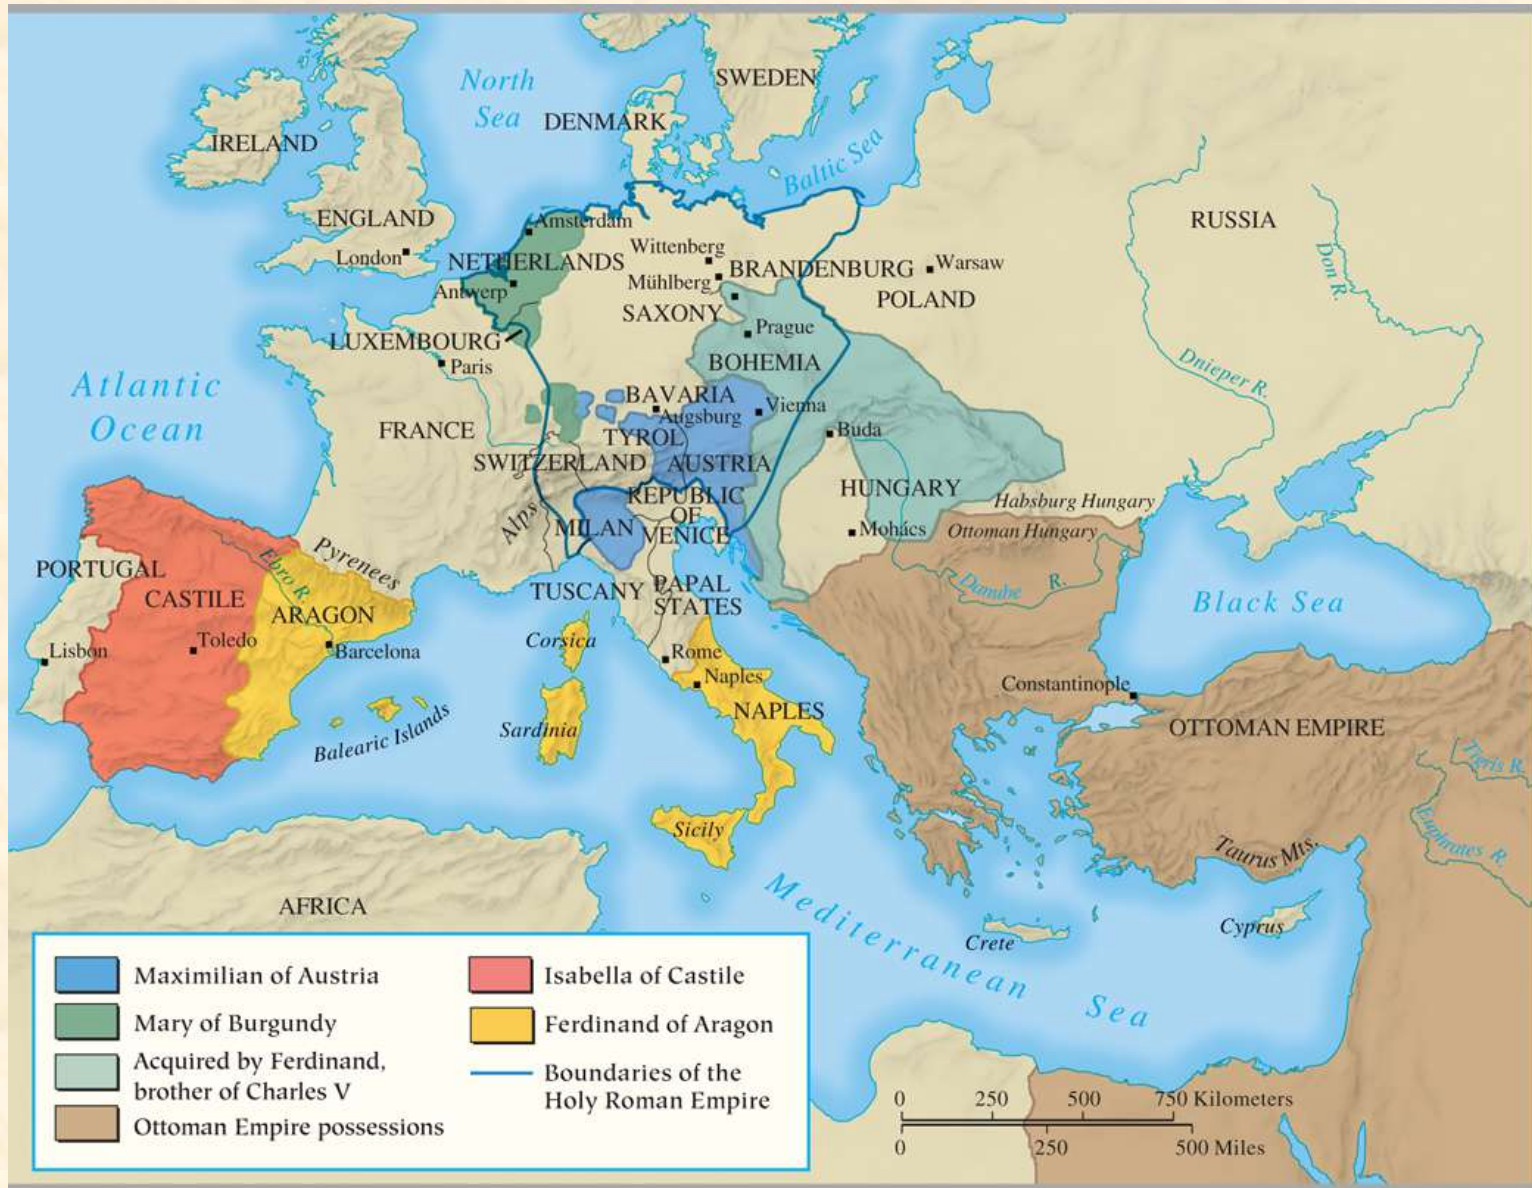 North
Sea
SWEDEN
DENMARK
IRELAND
Baltic Sea
ENGLAND
London
Amsterdam
NETHERLANDS
Antwerp
Wittenberg
Mühlberg
BRANDENBURG
SAXONY
Warsaw
POLAND
RUSSIA
Don R.
Dnieper R.
LUXEMBOURG
Paris
Prague
BOHEMIA
Atlantic
Ocean
FRANCE
BAVARIA
Augsburg
Vienna
TYROL
SWITZERLAND
AUSTRIA
Buda
HUNGARY
Habsburg Hungary
Ottoman Hungary
Mohács
REPUBLIC
OF
VENICE
MILAN
Alps
Danube R.
Black Sea
PORTUGAL
CASTILE
Ebro R.
Pyrenees
ARAGON
Lisbon
Toledo
Barcelona
TUSCANY
PAPAL
STATES
Corsica
Rome
Naples
NAPLES
Sardinia
Balearic Islands
Sicily
Constantinople
OTTOMAN EMPIRE
Tigris R.
Euphrates R.
Taurus Mts.
AFRICA
Mediterranean Sea
Crete
Cyprus
Maximilian of Austria
Mary of Burgundy
Acquired by Ferdinand,
brother of Charles V
Ottoman Empire possessions
Isabella of Castile
Ferdinand of Aragon
Boundaries of the
Holy Roman Empire
0 250 500 750 Kilometers
0 250 500 Miles